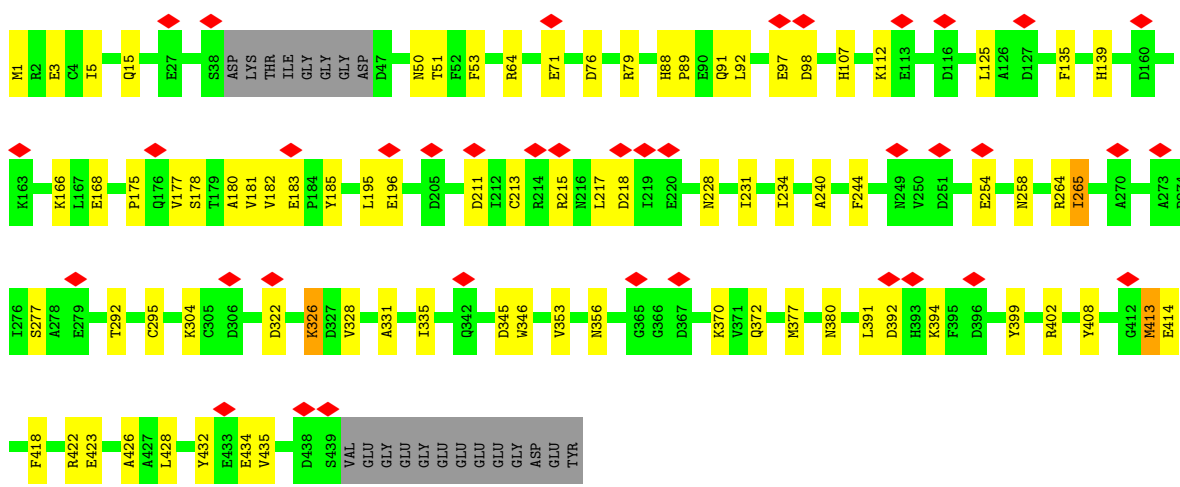 M1 R2 E3 C4 I5 Q15 E27 S38 ASP LYS THR ILE GLY GLY GLY ASP D47 N50 T51 F52 F53 R64 E71 D76 R79 H88 P89 E90 Q91 L92 E97 D98 H107 K112 E113 D116 L125 A126 D127 F135 H139 D160
K163 K166 L167 E168 P175 Q176 V177 S178 T179 A180 V181 V182 E183 P184 Y185 L195 E196 D205 D211 I212 C213 R214 R215 N216 L217 D218 I219 E220 N228 I231 I234 A240 F244 N249 V250 D251 E254 N258 R264 I265 A270 A273
I276 S277 A278 E279 T292 C295 K304 C305 D306 D322 K326 D327 V328 A331 I335 Q342 D345 W346 V353 N356 G365 G366 D367 K370 V371 Q372 M377 N380 L391 D392 H393 K394 F395 D396 Y399 R402 Y408 G412 M413 E414
F418 R422 E423 A426 A427 L428 Y432 E433 E434 V435 D438 S439 VAL GLU GLY GLU GLY GLU GLU GLU GLU GLY ASP GLU TYR